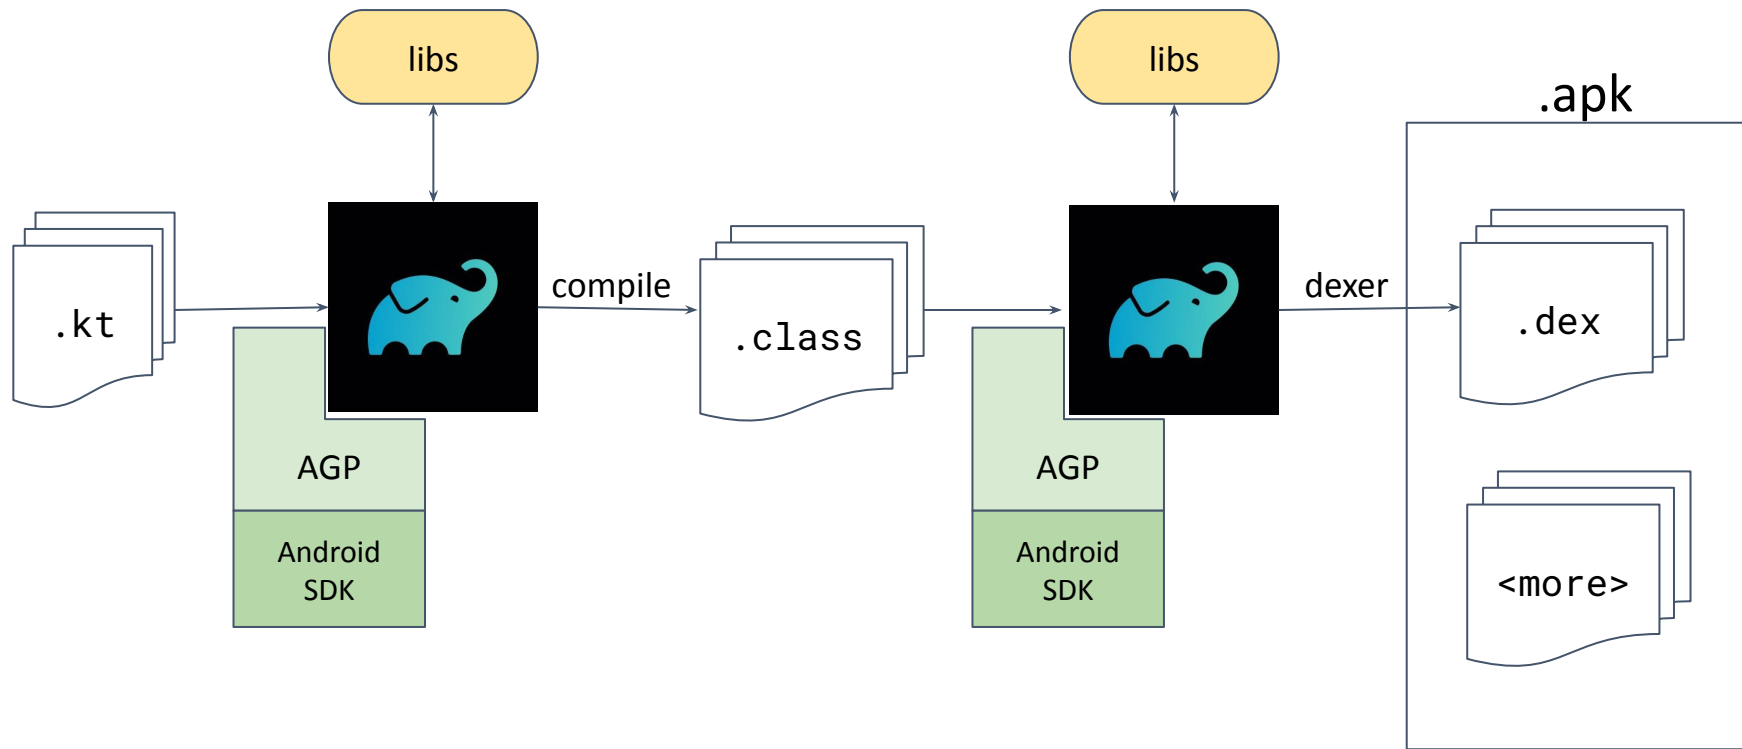 libs
libs
.apk
.kt
compile
.class
dexer
.dex
AGP
Android
SDK
AGP
Android
SDK
<more>